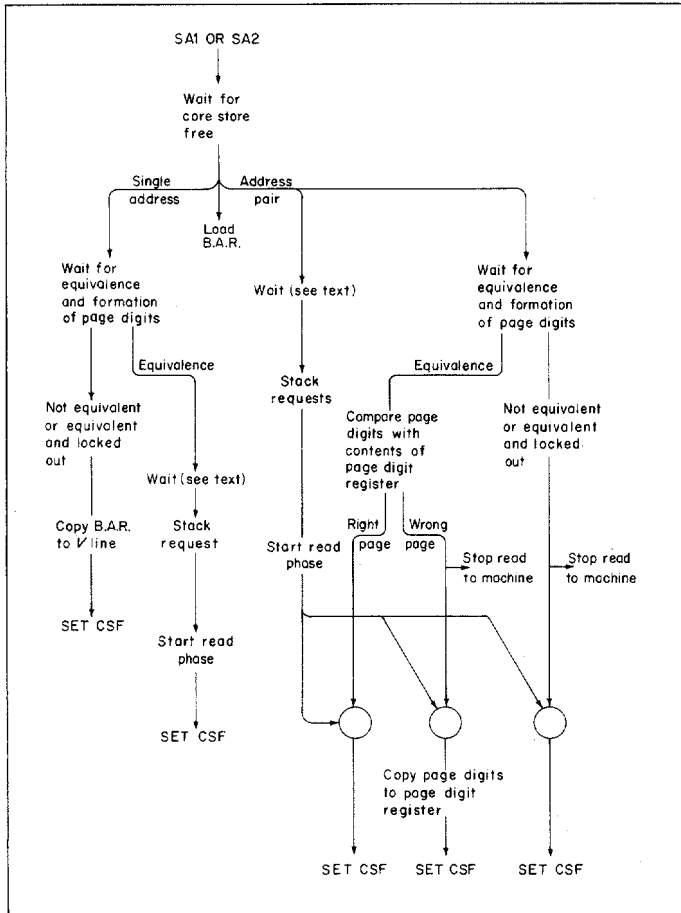 SA1 OR SA2
Wait for
core store
free
Single
address
Address
pair
Load
B.A.R.
Wait for
equivalence
and formation
of page digits
Wait (see text)
Wait for
equivalence
and formation
of page digits
Equivalence
Equivalence
Stack
requests
Not equivalent
or equivalent
and locked
out
Compare page
digits with
contents of
page digit
register
Not equivalent
or equivalent
and locked
out
Wait (see text)
Copy B.A.R.
to V line
Stack
request
Start read
phase
Right
page
Wrong
page
Stop read
to machine
Stop read
to machine
SET CSF
Start read
phase
SET CSF
Copy page digits
to page digit
register
SET CSF
SET CSF
SET CSF